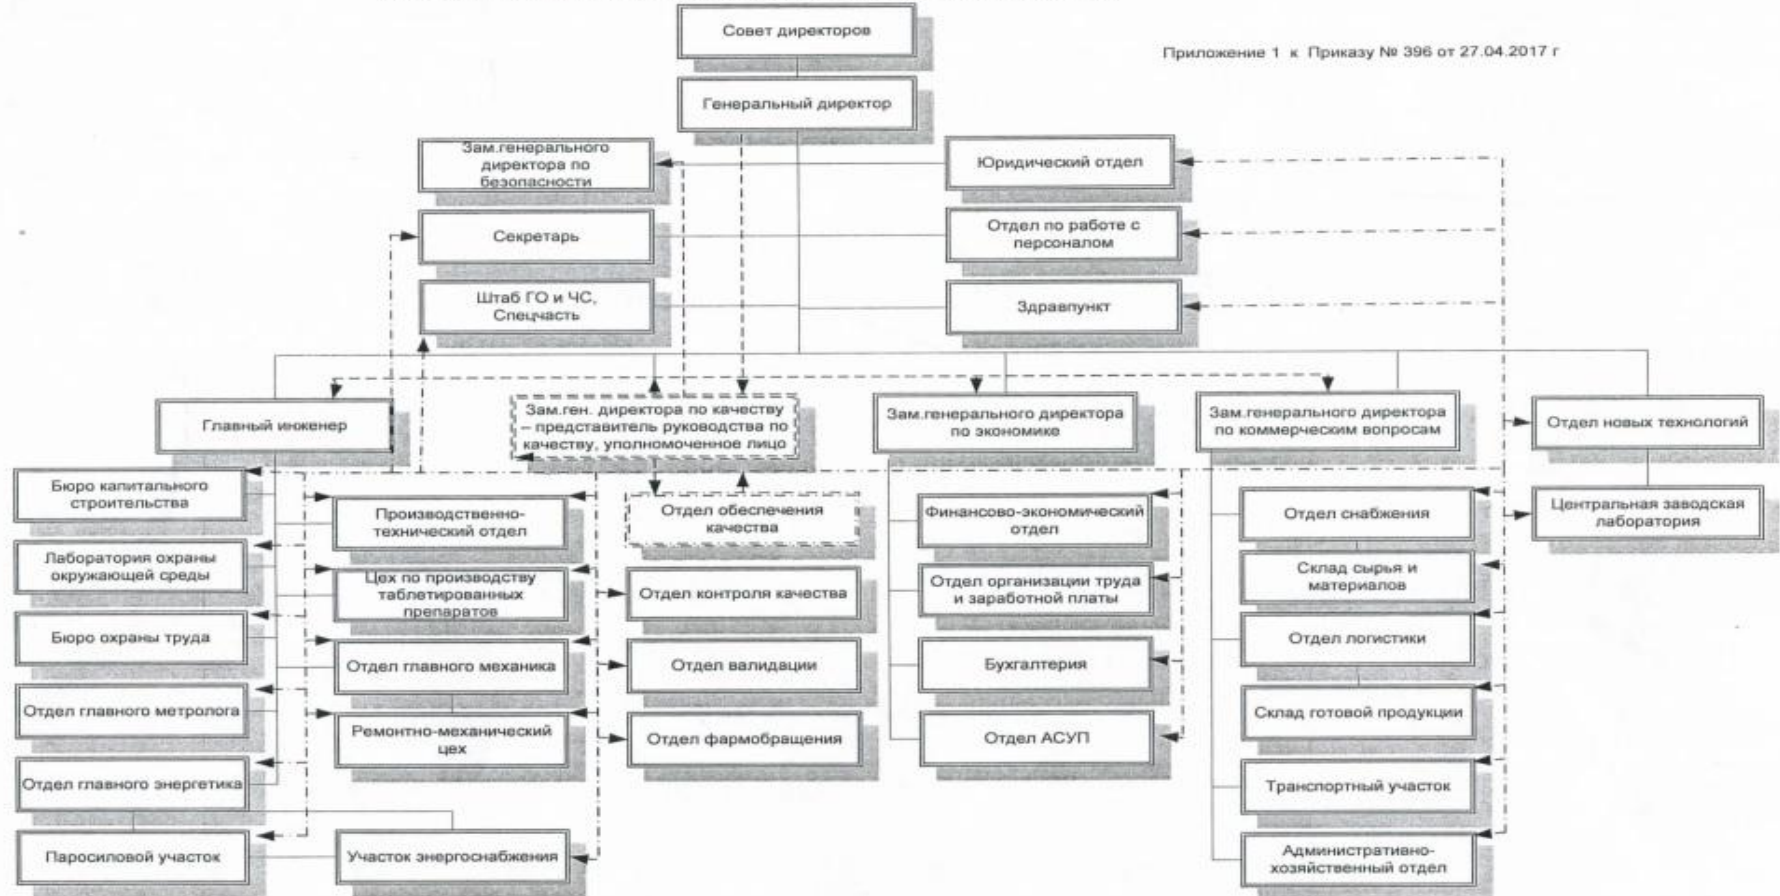 Совет директоров
Приложение 1 к Приказу № 396 от 27.04.2017 г
Генеральный директор
Зам.генерального
директора по
безопасности
Юридический отдел
Секретарь
Отдел по работе с
персоналом
Штаб ГО и ЧС,
Спецчасть
Здравпункт
Главный инженер
Зам.ген. директора по качеству
– представитель руководства по
качеству, уполномоченное лицо
Зам.генерального директора
по экономике
Зам.генерального директора
по коммерческим вопросам
Отдел новых технологий
Бюро капитального
строительства
Производственно-
технический отдел
Отдел обеспечения
качества
Финансово-экономический
отдел
Отдел снабжения
Центральная заводская
лаборатория
Лаборатория охраны
окружающей среды
Цех по производству
таблетированных
препаратов
Отдел контроля качества
Отдел организации труда
и заработной платы
Склад сырья и
материалов
Бюро охраны труда
Отдел главного механика
Отдел валидации
Бухгалтерия
Отдел логистики
Отдел главного метролога
Ремонтно-механический
цех
Отдел фармобращения
Отдел АСУП
Склад готовой продукции
Отдел главного энергетика
Транспортный участок
Паросиловой участок
Участок энергоснабжения
Административно-
хозяйственный отдел